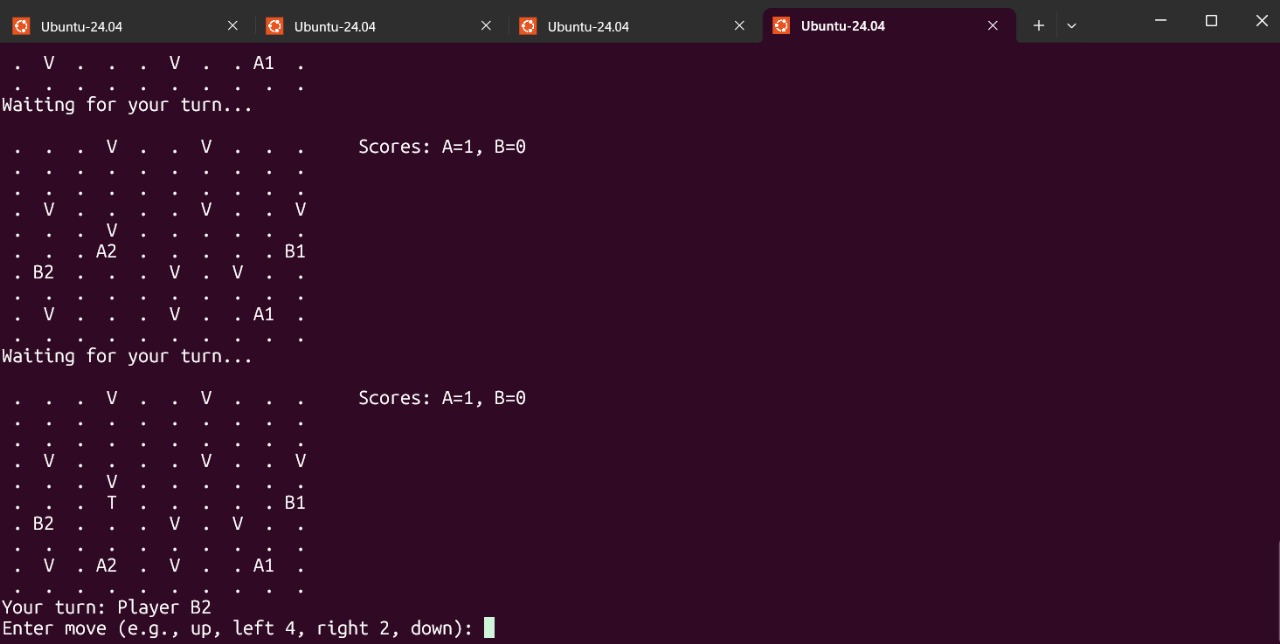 Ubuntu-24.04 Ubuntu-24.04 Ubuntu-24.04 Ubuntu-24.04
. V . . . V . . A1 .
. . . . . . . . . .
Waiting for your turn...
. . . V . . V . . . Scores: A=1, B=0
. . . . . . . . . .
. . . . . . . . . .
. V . . . . V . . V
. . . V . . . . . .
. . . A2 . . . . . B1
. B2 . . . V . V . .
. . . . . . . . . .
. V . . . V . . A1 .
. . . . . . . . . .
Waiting for your turn...
. . . V . . V . . . Scores: A=1, B=0
. . . . . . . . . .
. . . . . . . . . .
. V . . . . V . . V
. . . V . . . . . .
. . . T . . . . . B1
. B2 . . . V . V . .
. . . . . . . . . .
. V . A2 . V . . A1 .
. . . . . . . . . .
Your turn: Player B2
Enter move (e.g., up, left 4, right 2, down):